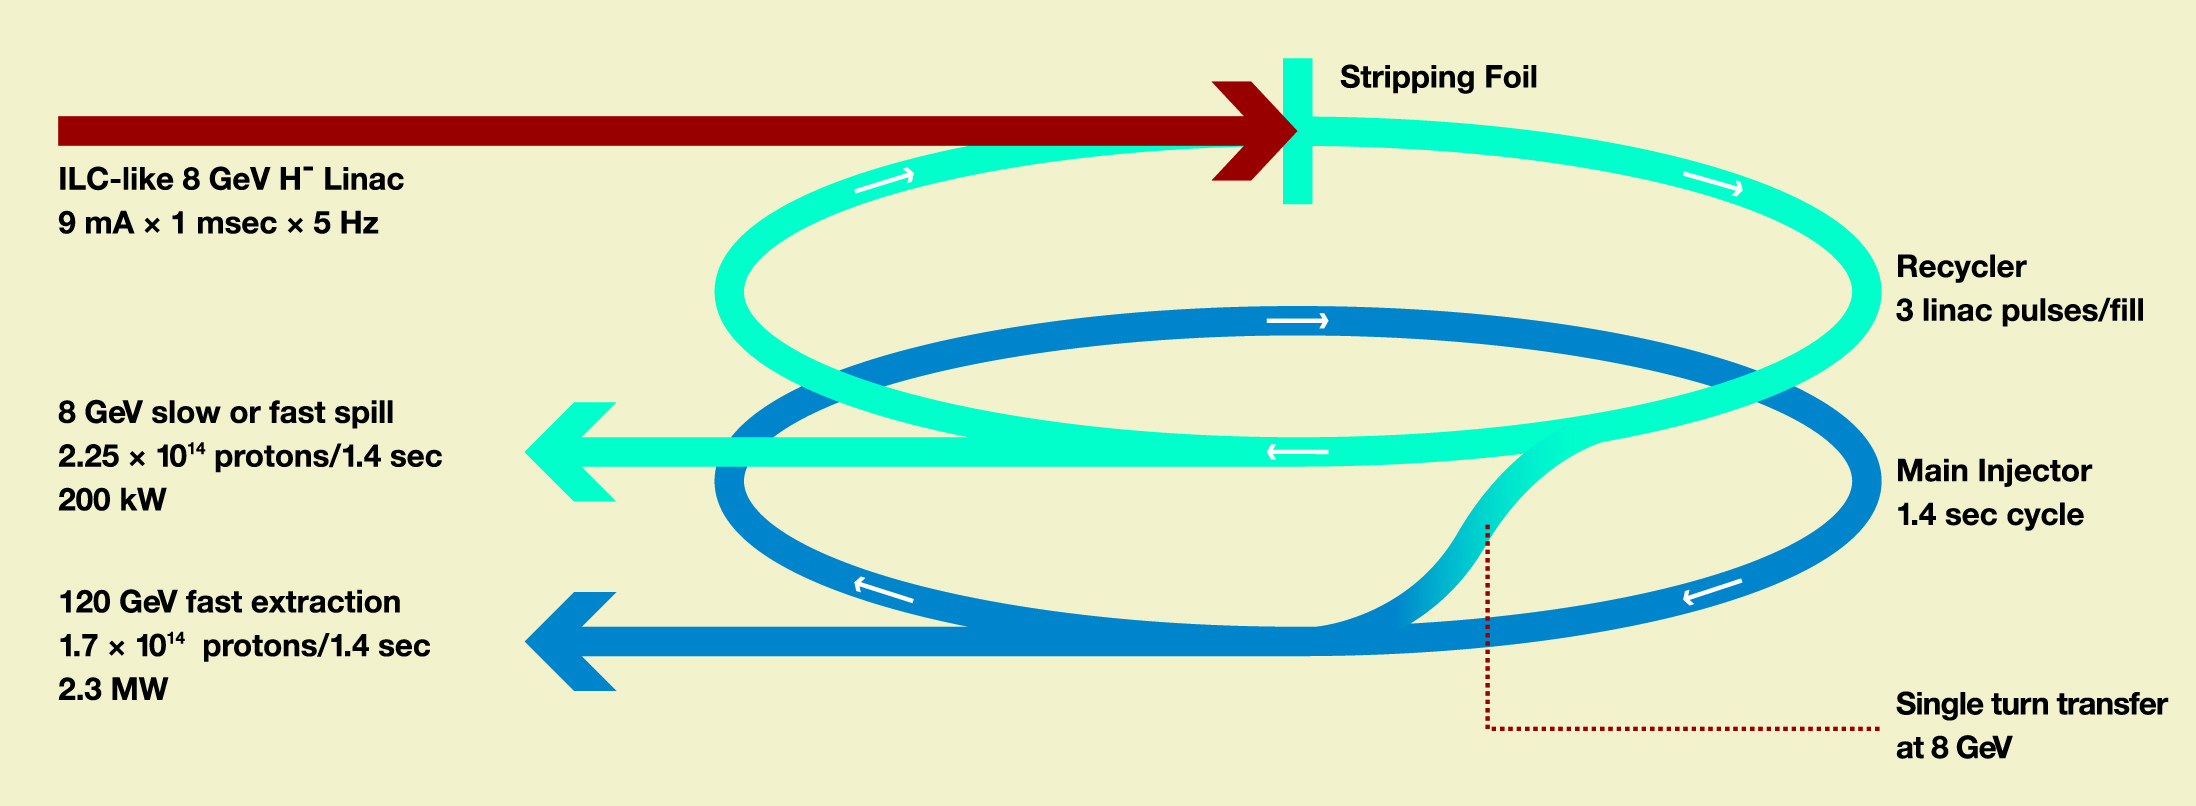 Stripping Foil
ILC-like 8 GeV H⁻ Linac
9 mA × 1 msec × 5 Hz
Recycler
3 linac pulses/fill
8 GeV slow or fast spill
2.25 × 10¹⁴ protons/1.4 sec
200 kW
Main Injector
1.4 sec cycle
120 GeV fast extraction
1.7 × 10¹⁴ protons/1.4 sec
2.3 MW
Single turn transfer
at 8 GeV